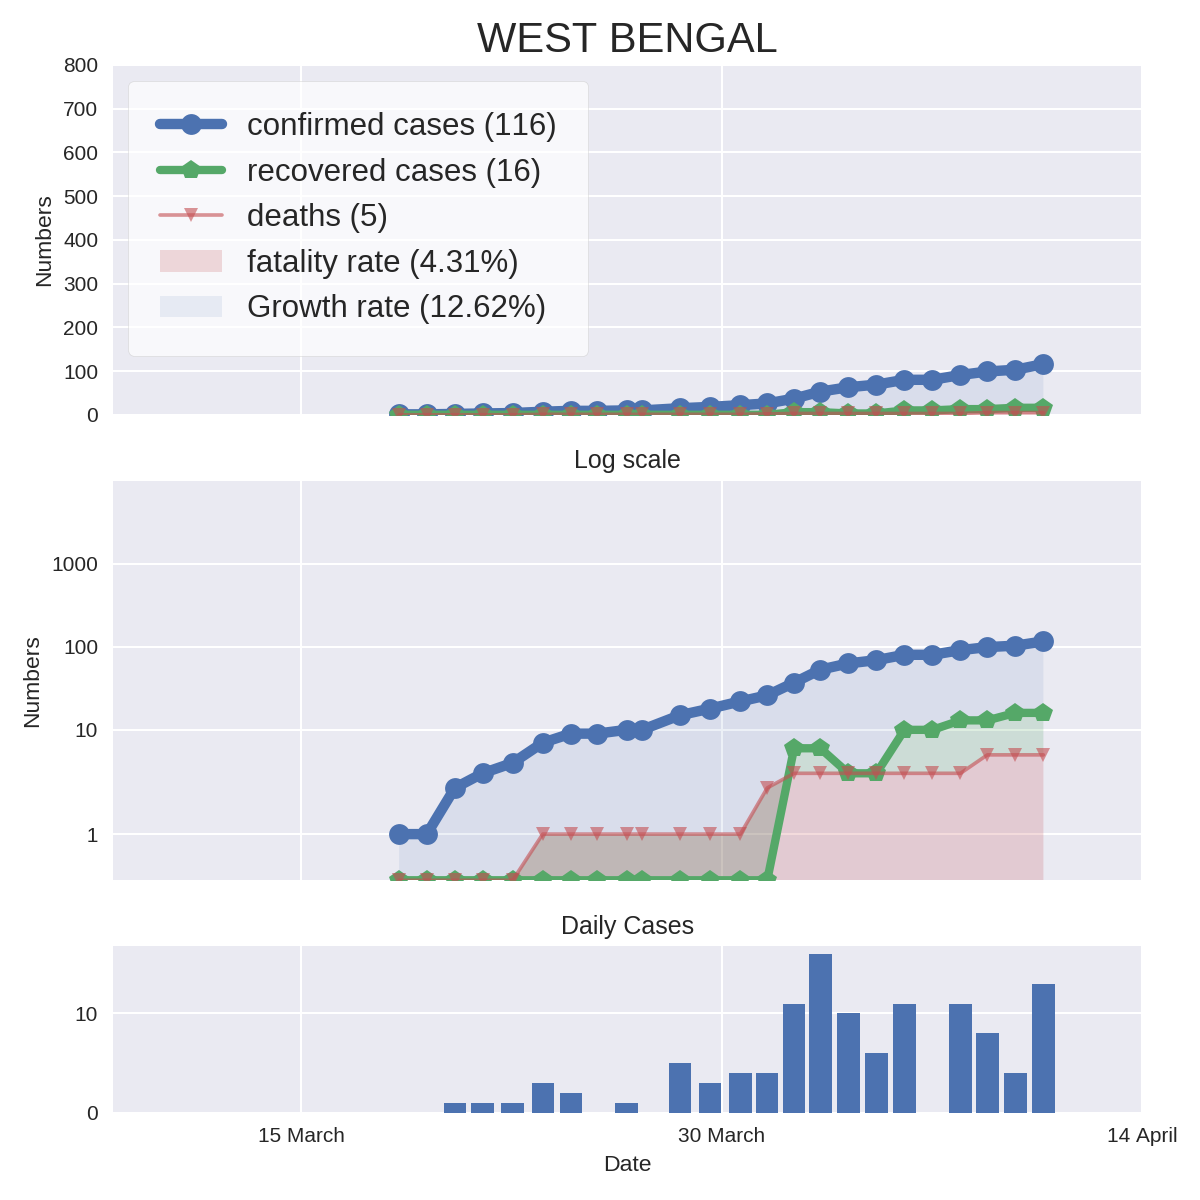 WEST BENGAL
800
700
600
500
400
300
200
100
0
Numbers
confirmed cases (116)
recovered cases (16)
deaths (5)
fatality rate (4.31%)
Growth rate (12.62%)
Log scale
1000
100
10
1
Numbers
Daily Cases
10
0
15 March
30 March
14 April
Date